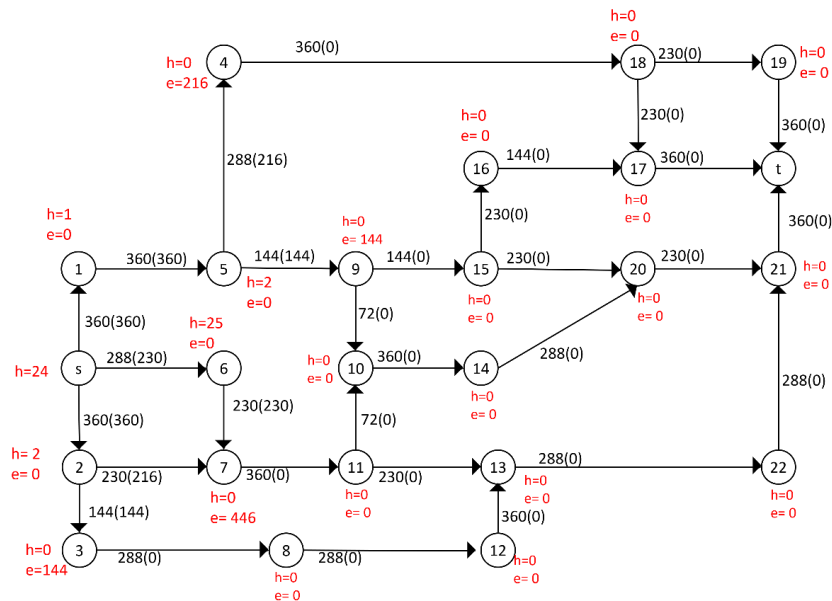 h=0
e= 0
360(0)
h=0
e=216
4
18
230(0)
19
h=0
e= 0
h=0
e= 0
230(0)
360(0)
288(216)
16
144(0)
17
360(0)
t
h=1
e=0
230(0)
h=0
e= 0
h=0
e= 144
360(0)
1
360(360)
5
144(144)
9
144(0)
15
230(0)
20
230(0)
21
h=0
e= 0
h=2
e=0
h=0
e= 0
h=0
e= 0
360(360)
h=25
e=0
72(0)
h=24
s
288(230)
6
h=0
e= 0
10
360(0)
14
288(0)
288(0)
h=0
e= 0
360(360)
230(230)
72(0)
h= 2
e= 0
2
230(216)
7
360(0)
11
230(0)
13
288(0)
22
h=0
e= 446
h=0
e= 0
h=0
e= 0
h=0
e= 0
144(144)
360(0)
h=0
e=144
3
288(0)
8
288(0)
12
h=0
e= 0
h=0
e= 0